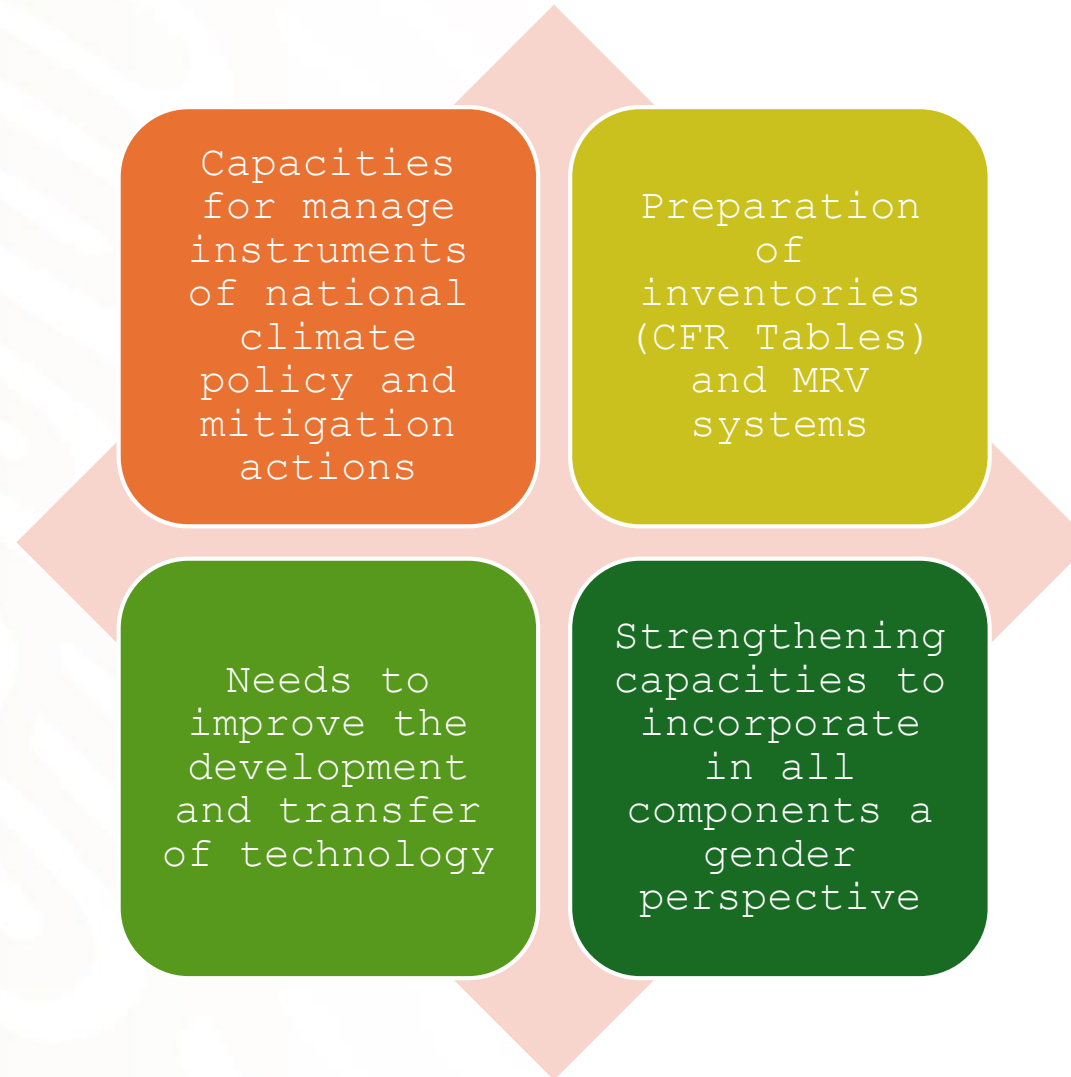 Capacities
for manage
instruments
of national
climate
policy and
mitigation
actions
Preparation
of
inventories
(CFR Tables)
and MRV
systems
Needs to
improve the
development
and transfer
of technology
Strengthening
capacities to
incorporate
in all
components a
gender
perspective